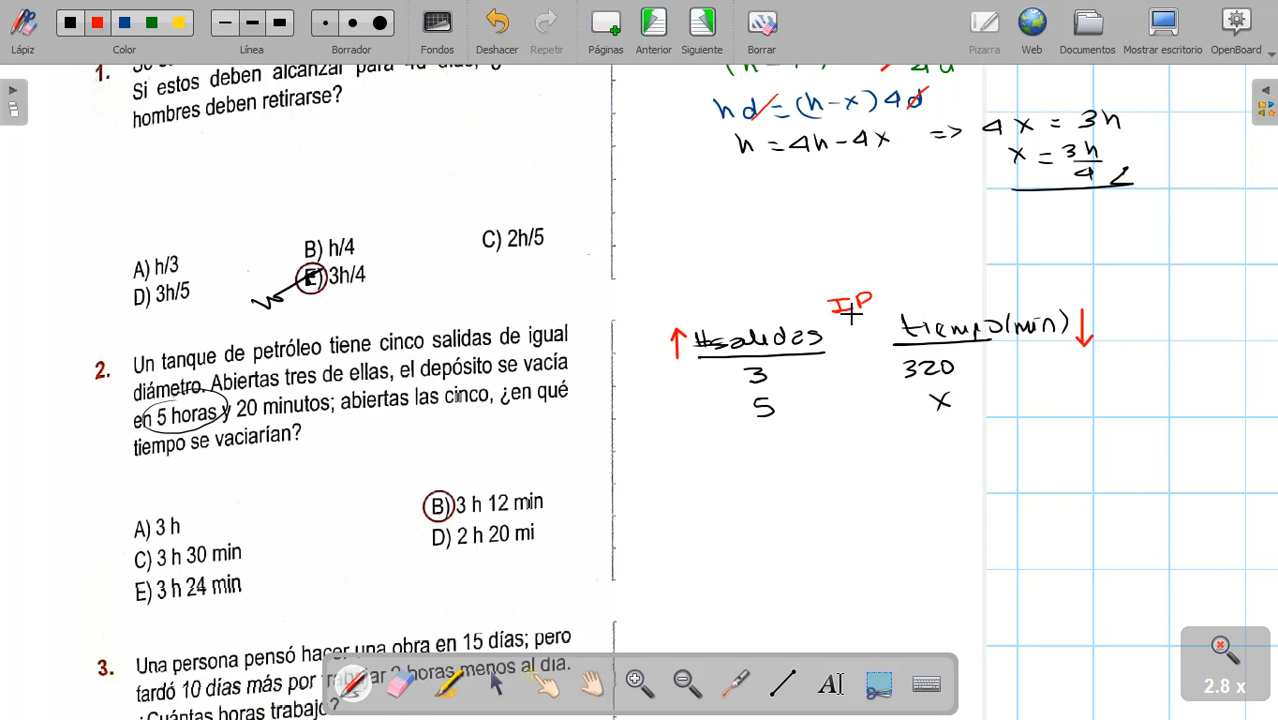 Lápiz
Color
Línea
Borrador
Fondos
Deshacer
Repetir
Páginas
Anterior
Siguiente
Borrar
Pizarra
Web
Documentos
Mostrar escritorio
OpenBoard
1.
Si estos deben alcanzar para
hombres deben retirarse?
A) h/3
B) h/4
C) 2h/5
D) 3h/5
E) 3h/4
hd = (h-x) 4d
h = 4h-4x => 4x = 3h
x = 3h/4
2. Un tanque de petróleo tiene cinco salidas de igual
diámetro. Abiertas tres de ellas, el depósito se vacía
en 5 horas y 20 minutos; abiertas las cinco, ¿en qué
tiempo se vaciarían?
A) 3 h
B) 3 h 12 min
C) 3 h 30 min
D) 2 h 20 mi
E) 3 h 24 min
IP
↑ #salidas tiempo(min) ↓
3 320
5 x
3. Una persona pensó hacer una obra en 15 días; pero
tardó 10 días más por trabajar 2 horas menos al día.
¿Cuántas horas trabajó
2.8 x